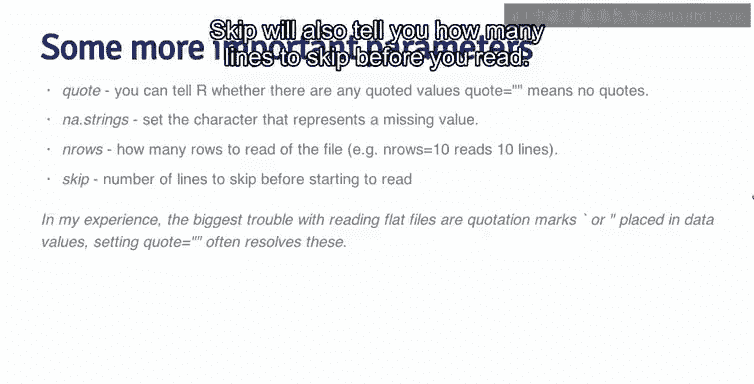 Skip will also tell you how many
lines to skip before you read.
Some more important parameters
· quote - you can tell R whether there are any quoted values quote="" means no quotes.
· na.strings - set the character that represents a missing value.
· nrows - how many rows to read of the file (e.g. nrows=10 reads 10 lines).
· skip - number of lines to skip before starting to read
In my experience, the biggest trouble with reading flat files are quotation marks ` or " placed in data
values, setting quote="" often resolves these.